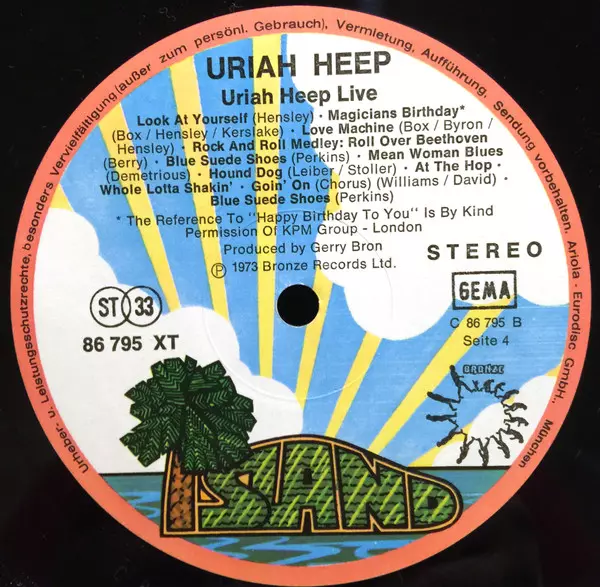 Urheber- u. Leistungsschutzrechte, besonders Vervielfältigung (außer zum persönl. Gebrauch), Vermietung, Aufführung, Sendung vorbehalten. Ariola - Eurodisc GmbH., München
URIAH HEEP
Uriah Heep Live
Look At Yourself (Hensley) · Magicians Birthday*
(Box / Hensley / Kerslake) · Love Machine (Box / Byron /
Hensley) · Rock And Roll Medley: Roll Over Beethoven
(Berry) · Blue Suede Shoes (Perkins) · Mean Woman Blues
(Demetrious) · Hound Dog (Leiber / Stoller) · At The Hop ·
Whole Lotta Shakin' · Goin' On (Chorus) (Williams / David) ·
Blue Suede Shoes (Perkins)
* The Reference To "Happy Birthday To You" Is By Kind
Permission Of KPM Group - London
Produced by Gerry Bron
Ⓟ 1973 Bronze Records Ltd.
STEREO
ST 33
86 795 XT
GEMA
C 86 795 B
Seite 4
BRONZE
ISLAND